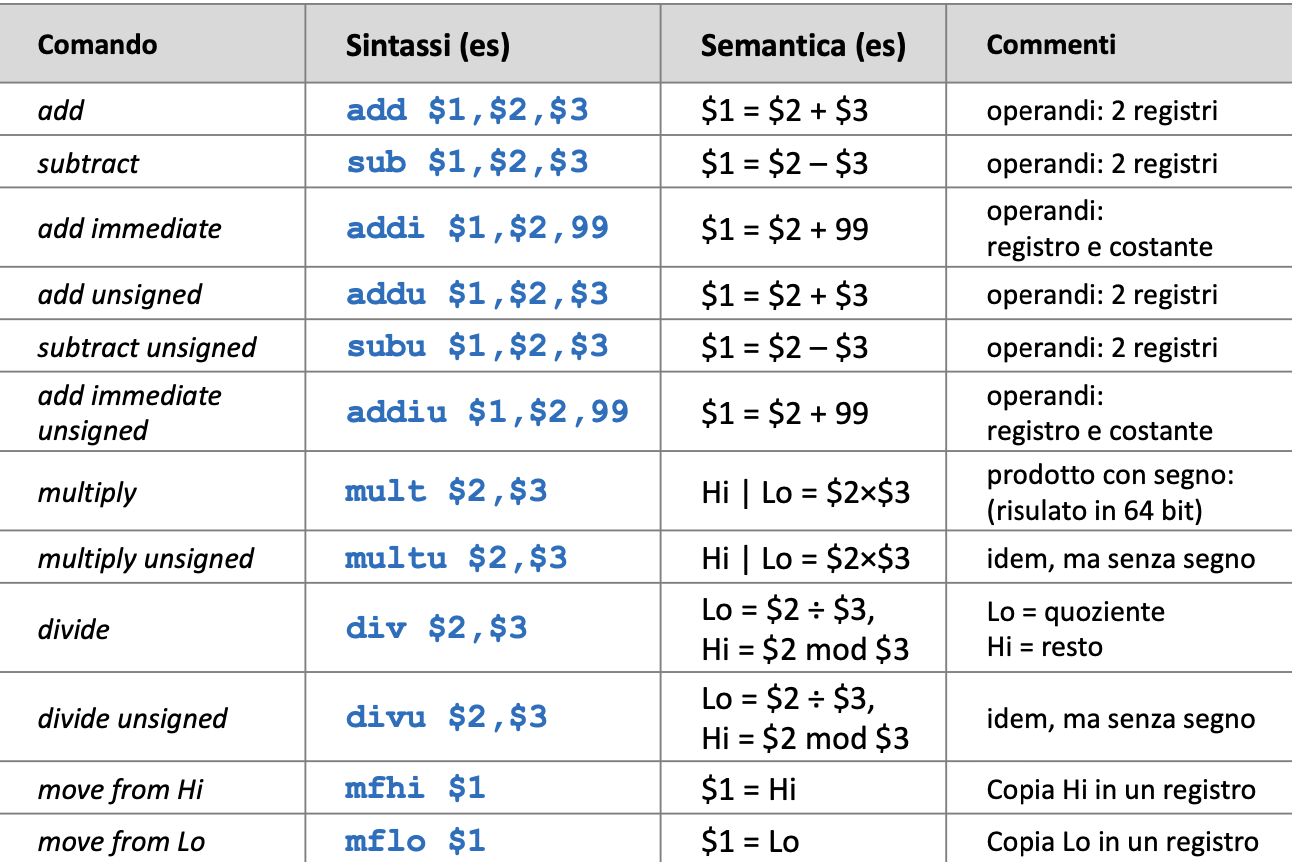 Comando Sintassi (es) Semantica (es) Commenti
add add $1,$2,$3 $1 = $2 + $3 operandi: 2 registri
subtract sub $1,$2,$3 $1 = $2 – $3 operandi: 2 registri
add immediate addi $1,$2,99 $1 = $2 + 99 operandi:
registro e costante
add unsigned addu $1,$2,$3 $1 = $2 + $3 operandi: 2 registri
subtract unsigned subu $1,$2,$3 $1 = $2 – $3 operandi: 2 registri
add immediate
unsigned addiu $1,$2,99 $1 = $2 + 99 operandi:
registro e costante
multiply mult $2,$3 Hi | Lo = $2×$3 prodotto con segno:
(risulato in 64 bit)
multiply unsigned multu $2,$3 Hi | Lo = $2×$3 idem, ma senza segno
divide div $2,$3 Lo = $2 ÷ $3,
Hi = $2 mod $3 Lo = quoziente
Hi = resto
divide unsigned divu $2,$3 Lo = $2 ÷ $3,
Hi = $2 mod $3 idem, ma senza segno
move from Hi mfhi $1 $1 = Hi Copia Hi in un registro
move from Lo mflo $1 $1 = Lo Copia Lo in un registro